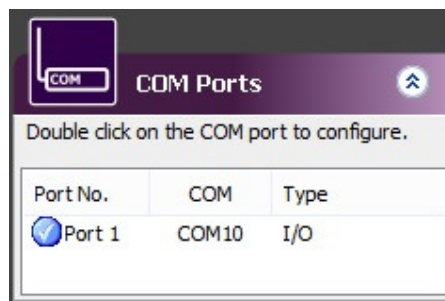 COM
COM Ports
Double click on the COM port to configure.
Port No. COM Type
Port 1 COM10 I/O